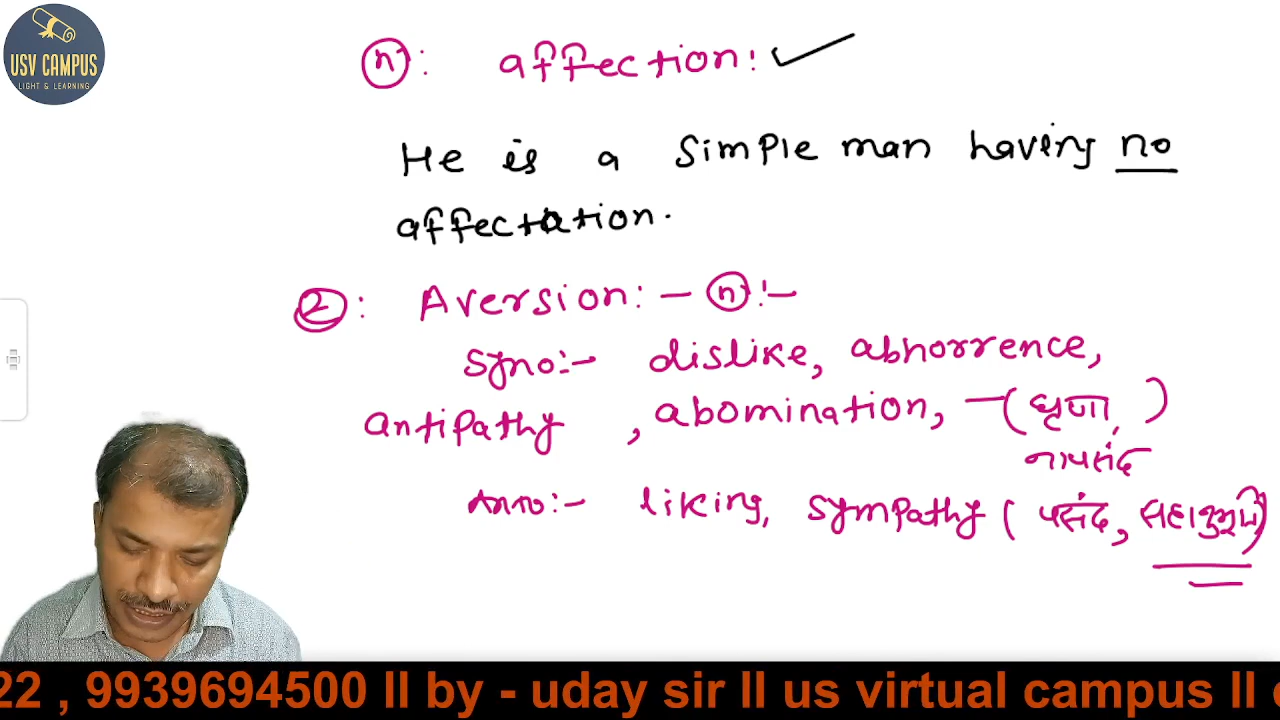 USV CAMPUS
LIGHT & LEARNING
n: affection:
He is a simple man having no
affectation.
2: Aversion:- n:-
Syno:- dislike, abhorrence,
antipathy, abomination, -(घृणा,)
नापसंद
Anto:- liking, sympathy (पसंद, सहानुभूति)
22 , 9939694500 ll by - uday sir ll us virtual campus ll